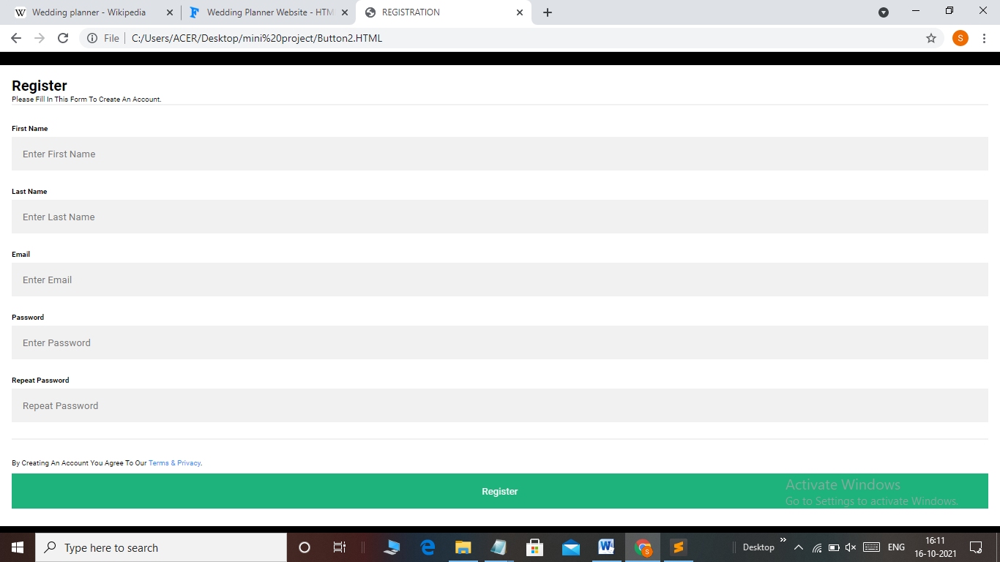 Wedding planner - Wikipedia
Wedding Planner Website - HTM
REGISTRATION
File
C:/Users/ACER/Desktop/mini%20project/Button2.HTML
S
Register
Please Fill In This Form To Create An Account.
First Name
Enter First Name
Last Name
Enter Last Name
Email
Enter Email
Password
Enter Password
Repeat Password
Repeat Password
By Creating An Account You Agree To Our Terms & Privacy.
Register
Activate Windows
Go to Settings to activate Windows.
Type here to search
Desktop
ENG
16:11
16-10-2021